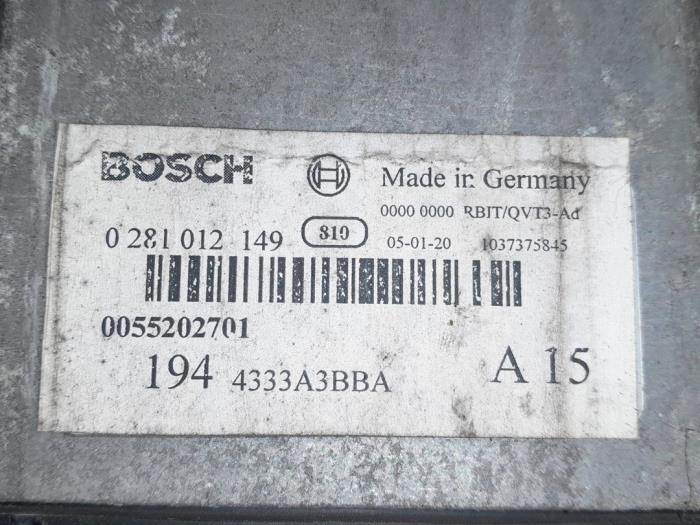 BOSCH Made in Germany
0000 0000 RBIT/QVT3-Ad
0 281 012 149 810 05-01-20 1037375845
0055202701
194 4333A3BBA A 15